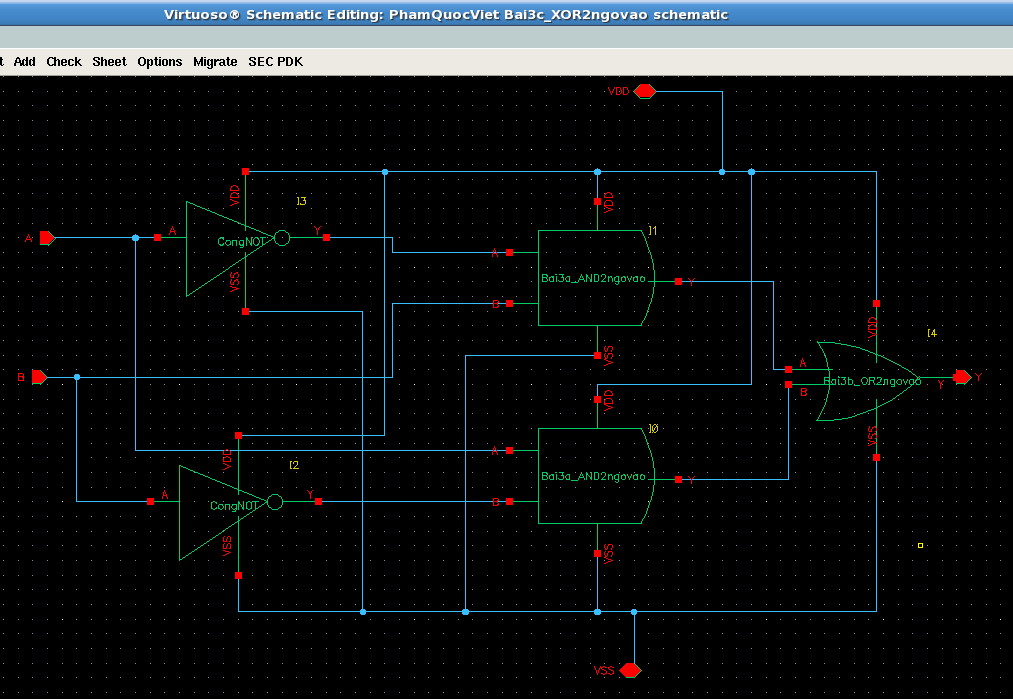 Virtuoso® Schematic Editing: PhamQuocViet Bai3c_XOR2ngovao schematic
t Add Check Sheet Options Migrate SEC PDK
VDD
VDD
I3
A
A
CongNOT
Y
VSS
VDD
I1
A
Bai3a_AND2ngovao
Y
B
VSS
VDD
I4
A
Bai3b_OR2ngovao
Y
Y
B
VSS
B
VDD
I2
A
CongNOT
Y
VSS
VDD
I0
A
Bai3a_AND2ngovao
Y
B
VSS
VSS